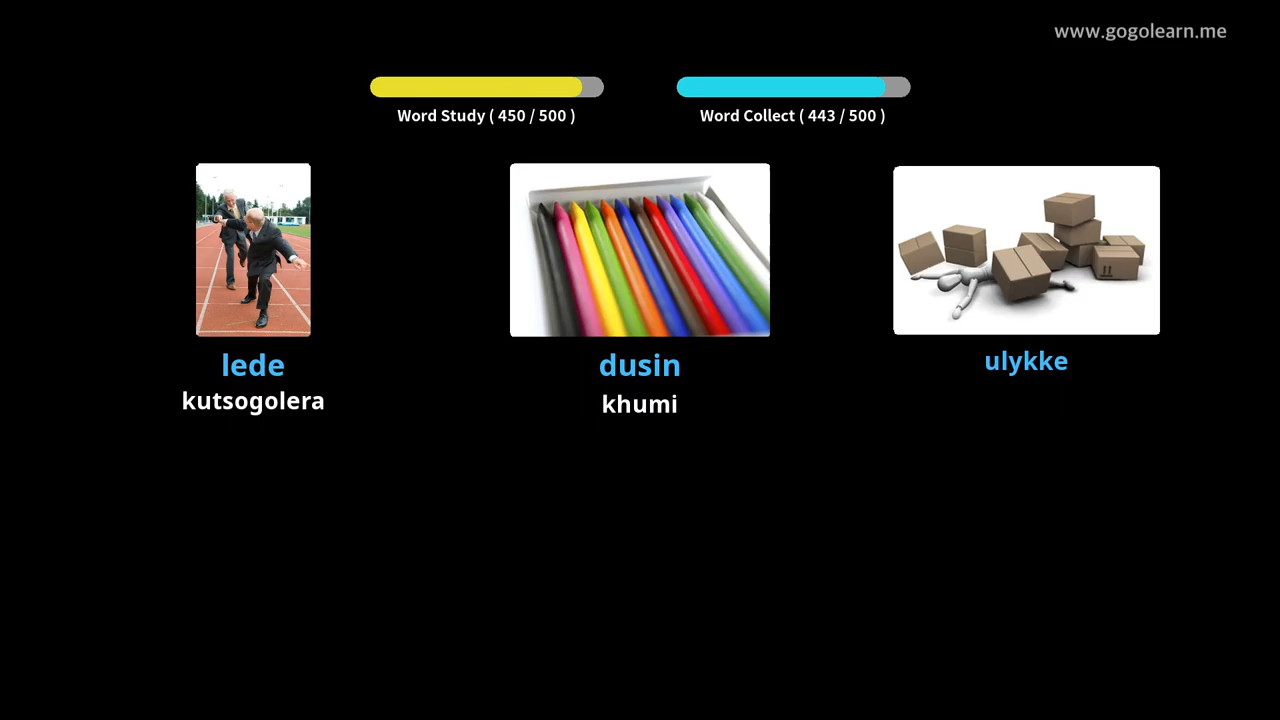 www.gogolearn.me
Word Study ( 450 / 500 )
Word Collect ( 443 / 500 )
lede
kutsogolera
dusin
khumi
ulykke